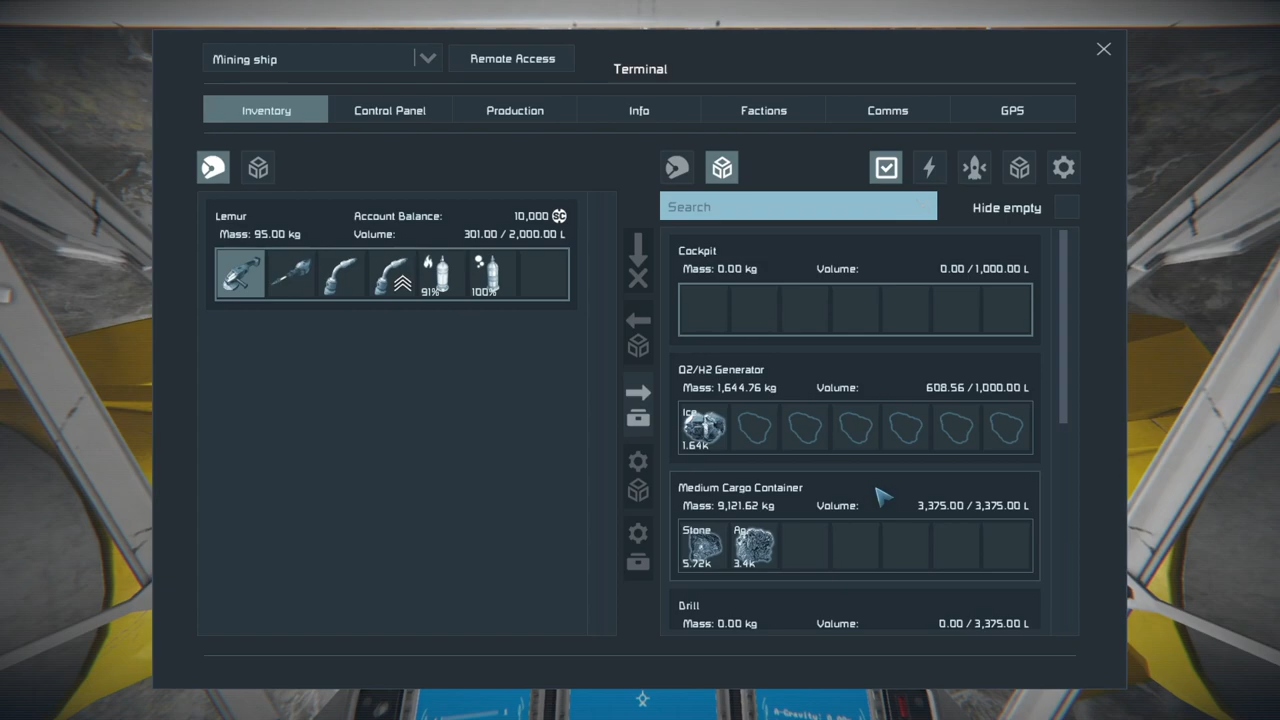 Mining ship
Remote Access
Terminal
Inventory
Control Panel
Production
Info
Factions
Comms
GPS
Search
Hide empty
Lemur
Account Balance:
10,000 SC
Mass: 95.00 kg
Volume:
301.00 / 2,000.00 L
91%
100%
Cockpit
Mass: 0.00 kg
Volume:
0.00 / 1,000.00 L
O2/H2 Generator
Mass: 1,644.76 kg
Volume:
608.56 / 1,000.00 L
Ice
1.64k
Medium Cargo Container
Mass: 9,121.62 kg
Volume:
3,375.00 / 3,375.00 L
Stone
5.72k
Ag
3.4k
Drill
Mass: 0.00 kg
Volume:
0.00 / 3,375.00 L